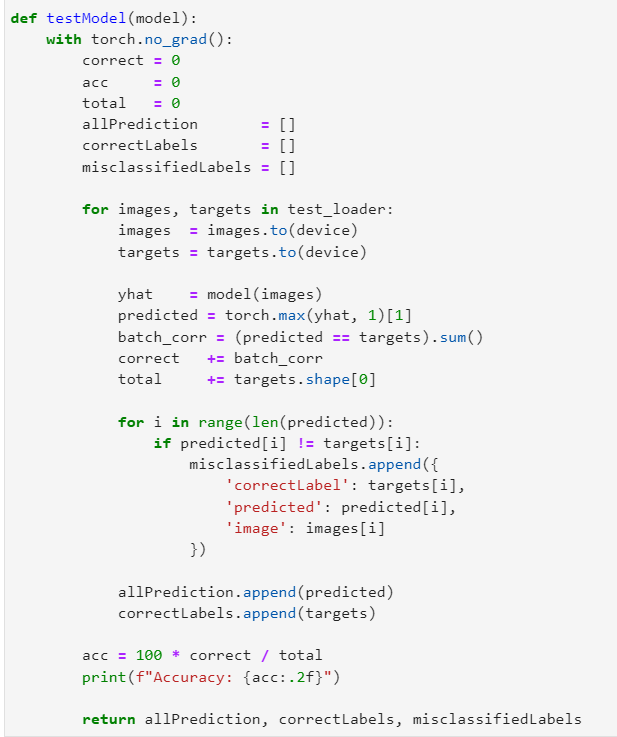 def testModel(model):
    with torch.no_grad():
        correct = 0
        acc     = 0
        total   = 0
        allPrediction       = []
        correctLabels       = []
        misclassifiedLabels = []

        for images, targets in test_loader:
            images  = images.to(device)
            targets = targets.to(device)

            yhat    = model(images)
            predicted = torch.max(yhat, 1)[1]
            batch_corr = (predicted == targets).sum()
            correct   += batch_corr
            total     += targets.shape[0]

            for i in range(len(predicted)):
                if predicted[i] != targets[i]:
                    misclassifiedLabels.append({
                        'correctLabel': targets[i],
                        'predicted': predicted[i],
                        'image': images[i]
                    })

            allPrediction.append(predicted)
            correctLabels.append(targets)

        acc = 100 * correct / total
        print(f"Accuracy: {acc:.2f}")

        return allPrediction, correctLabels, misclassifiedLabels